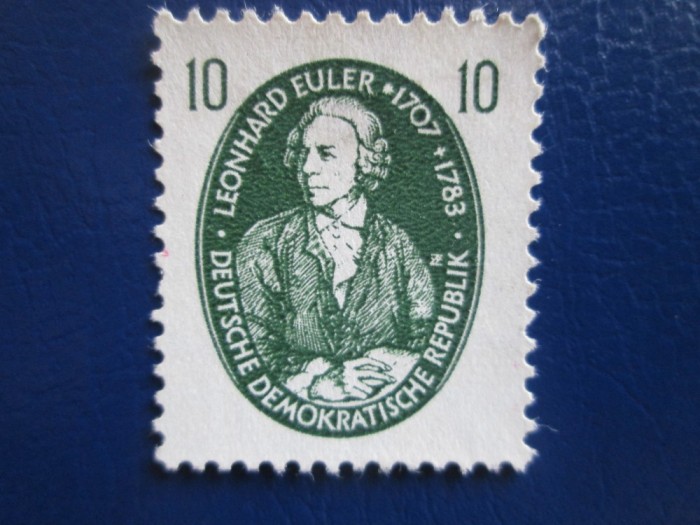 10 10
LEONHARD EULER *1707 +1783
DEUTSCHE DEMOKRATISCHE REPUBLIK